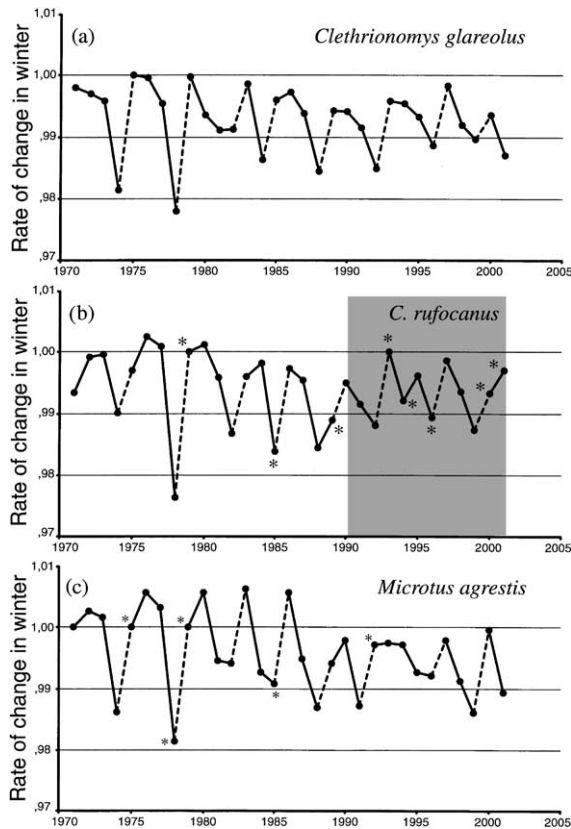 1,01
(a)
Clethrionomys glareolus
1,00
,99
,98
,97
Rate of change in winter
1970 1975 1980 1985 1990 1995 2000 2005
1,01
(b)
C. rufocanus
1,00
*
*
,99
*
*
*
*
*
*
,98
,97
Rate of change in winter
1970 1975 1980 1985 1990 1995 2000 2005
1,01
(c)
Microtus agrestis
1,00
*
*
*
,99
*
,98
*
,97
Rate of change in winter
1970 1975 1980 1985 1990 1995 2000 2005